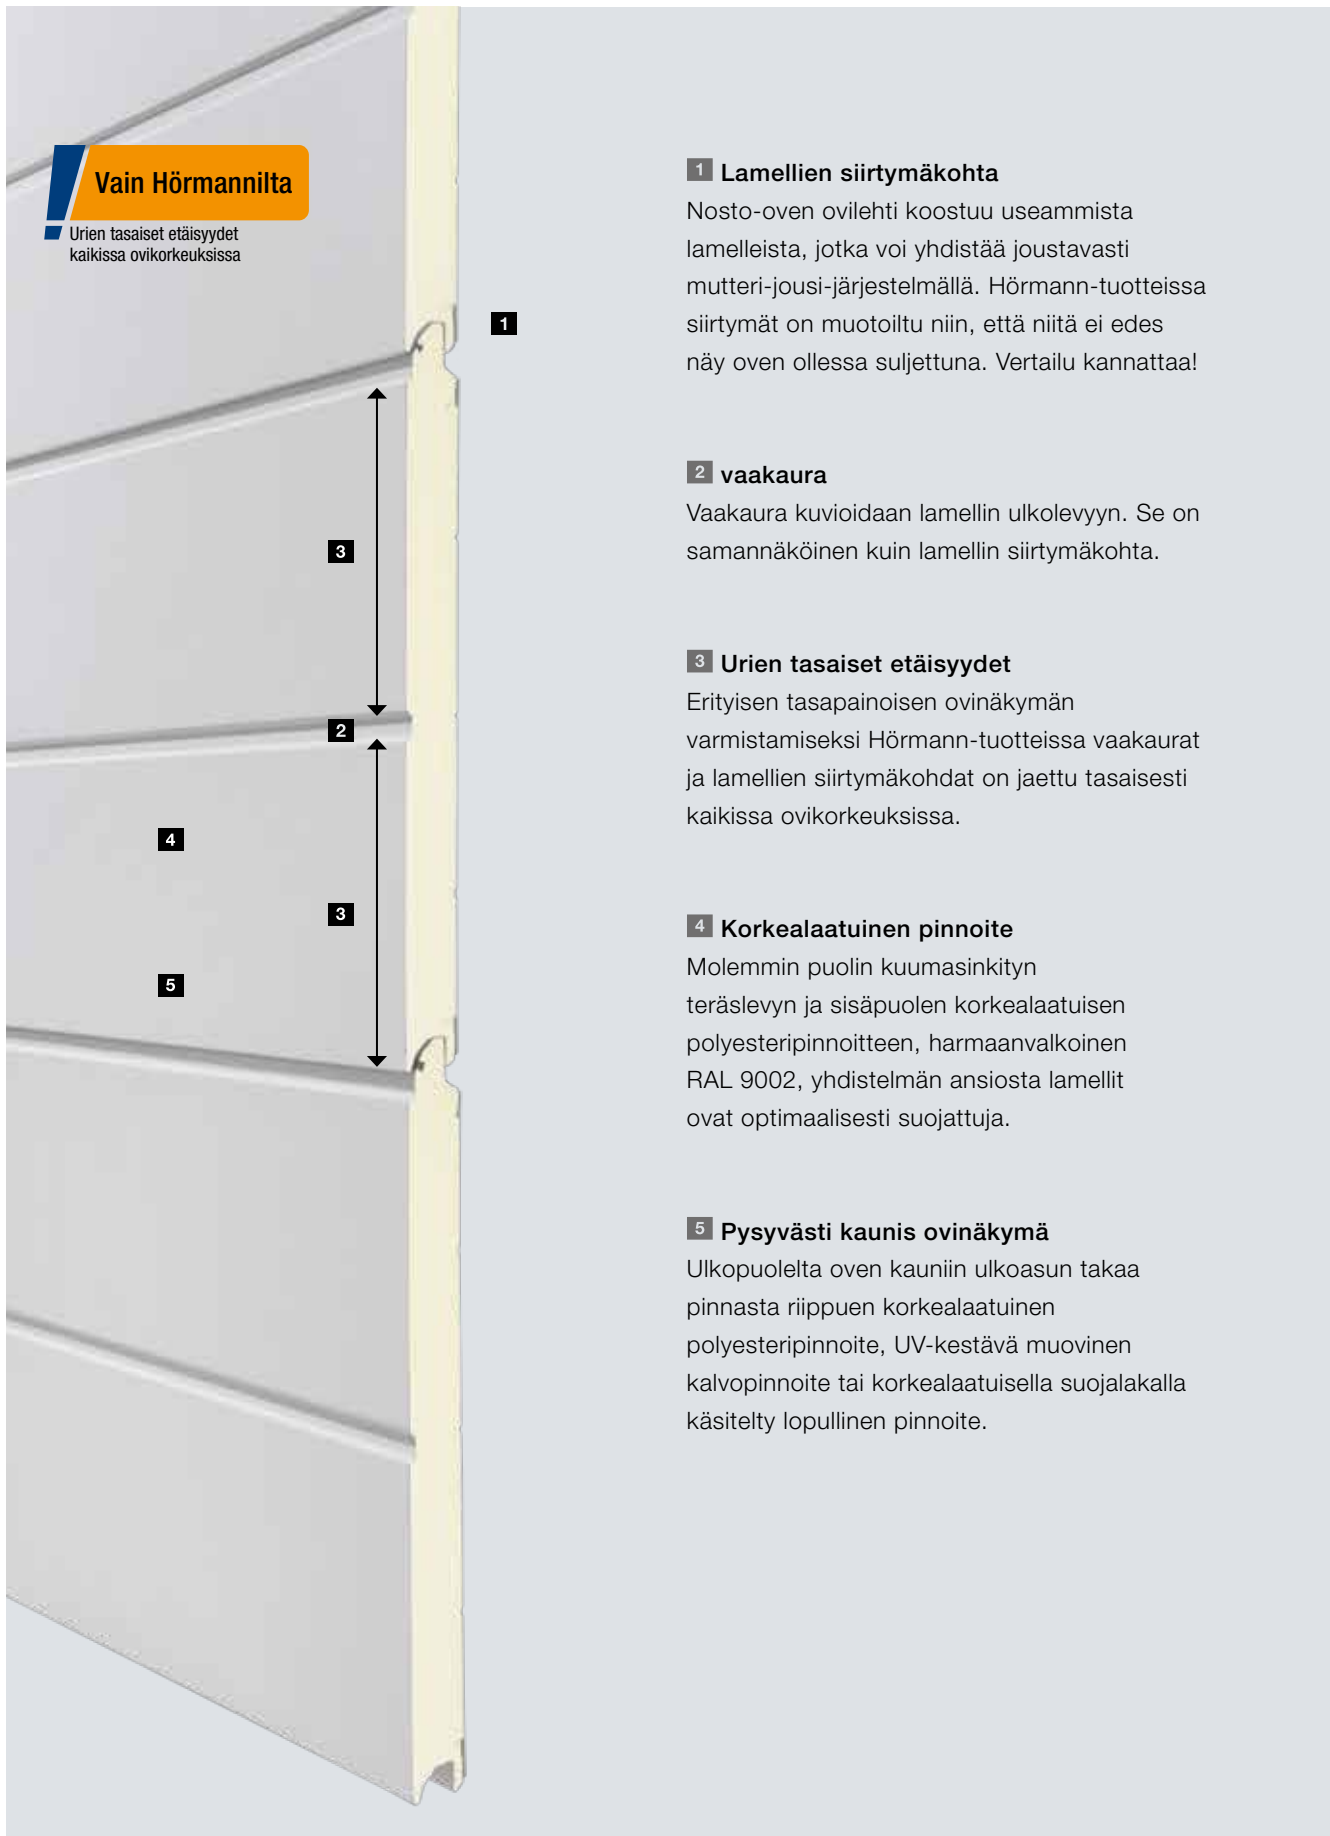 Vain Hörmannilta
Urien tasaiset etäisyydet
kaikissa ovikorkeuksissa
1
3
2
4
3
5
1 Lamellien siirtymäkohta
Nosto-oven ovilehti koostuu useammista
lamelleista, jotka voi yhdistää joustavasti
mutteri-jousi-järjestelmällä. Hörmann-tuotteissa
siirtymät on muotoiltu niin, että niitä ei edes
näy oven ollessa suljettuna. Vertailu kannattaa!
2 vaakaura
Vaakaura kuvioidaan lamellin ulkolevyyn. Se on
samannäköinen kuin lamellin siirtymäkohta.
3 Urien tasaiset etäisyydet
Erityisen tasapainoisen ovinäkymän
varmistamiseksi Hörmann-tuotteissa vaakaurat
ja lamellien siirtymäkohdat on jaettu tasaisesti
kaikissa ovikorkeuksissa.
4 Korkealaatuinen pinnoite
Molemmin puolin kuumasinkityn
teräslevyn ja sisäpuolen korkealaatuisen
polyesteripinnoitteen, harmaanvalkoinen
RAL 9002, yhdistelmän ansiosta lamellit
ovat optimaalisesti suojattuja.
5 Pysyvästi kaunis ovinäkymä
Ulkopuolelta oven kauniin ulkoasun takaa
pinnasta riippuen korkealaatuinen
polyesteripinnoite, UV-kestävä muovinen
kalvopinnoite tai korkealaatuisella suojalakalla
käsitelty lopullinen pinnoite.